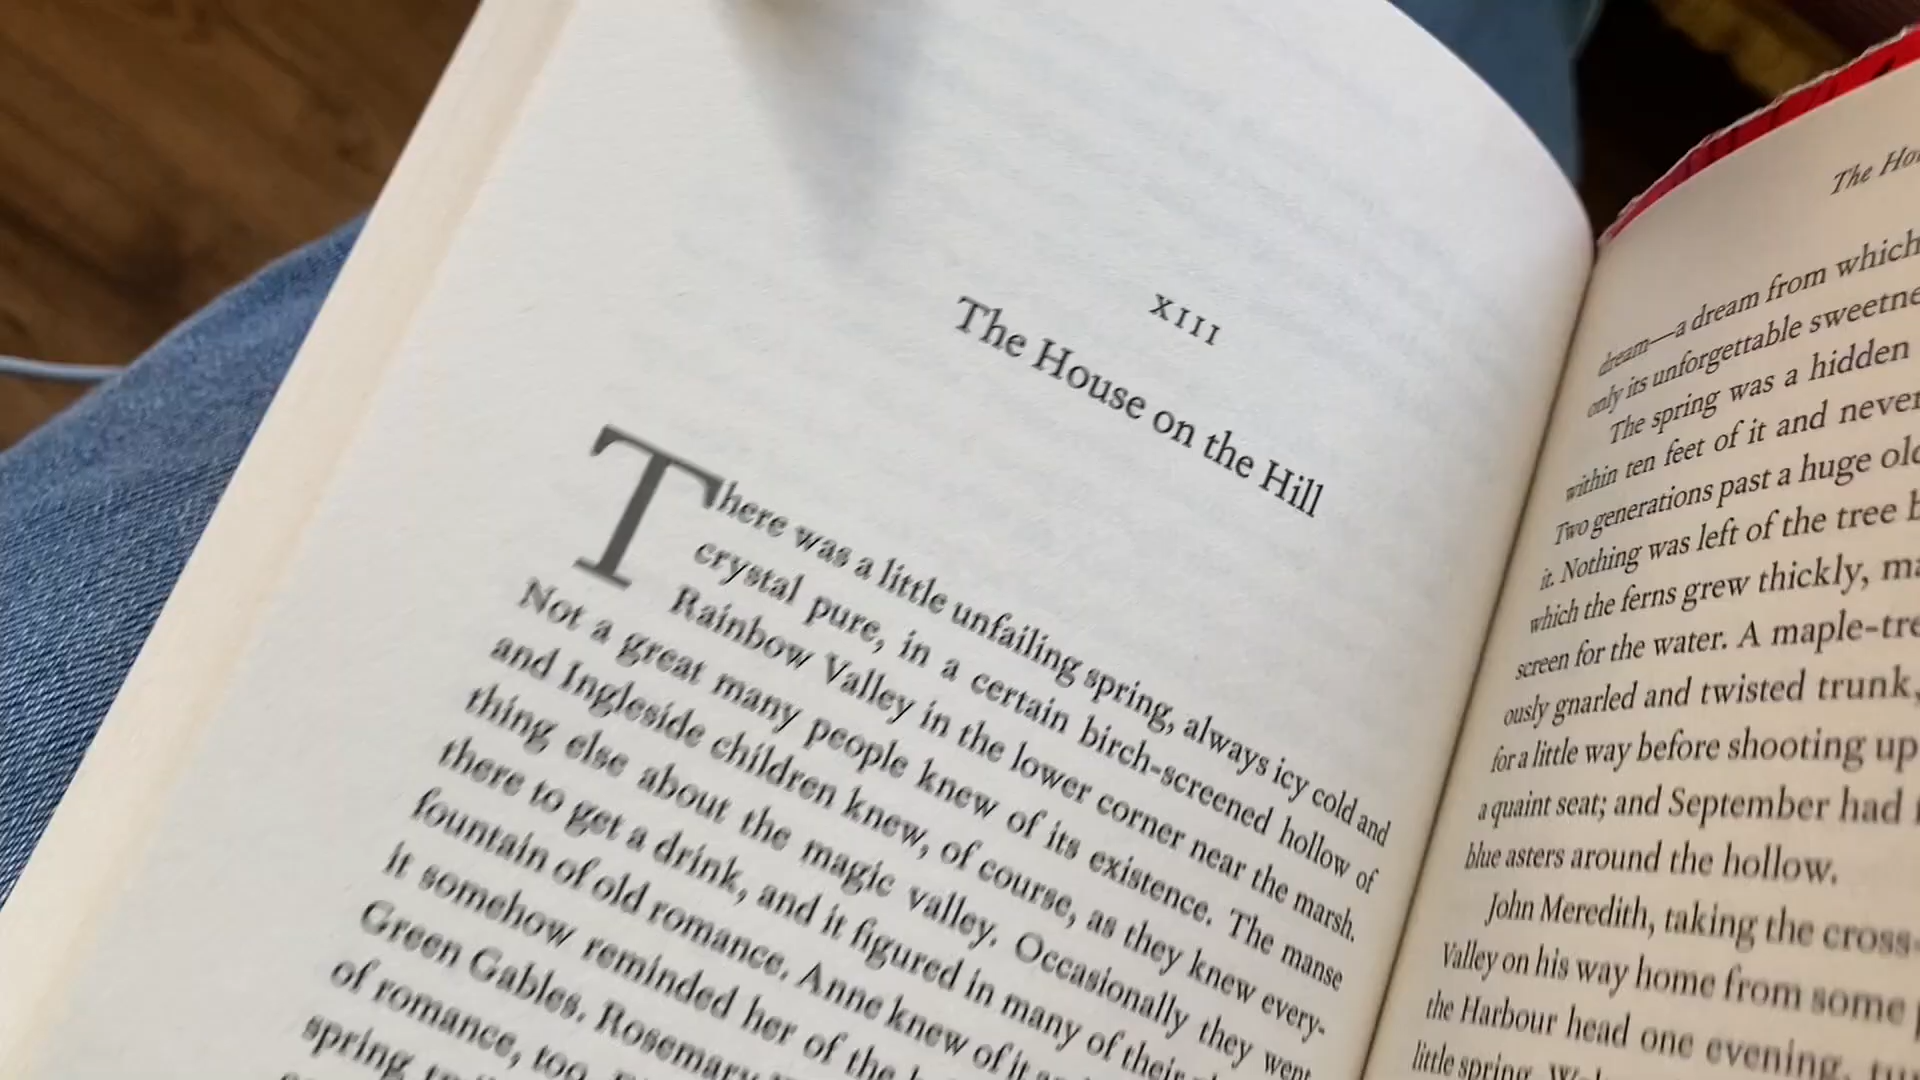 XIII
The House on the Hill
There was a little unfailing spring, always icy cold and
crystal pure, in a certain birch-screened hollow of
Rainbow Valley in the lower corner near the marsh.
Not a great many people knew of its existence. The manse
and Ingleside children knew, of course, as they knew every-
thing else about the magic valley. Occasionally they went
there to get a drink, and it figured in many of their
fountain of old romance. Anne knew of it
it somehow reminded her of the
Green Gables. Rosemary
of romance, too.
spring
The
dream—a dream from which
only its unforgettable
The spring was a hidden
within ten feet of it and never
Two generations past a huge old
it. Nothing was left of the tree
which the ferns grew thickly,
screen for the water. A
ously gnarled and twisted trunk,
for a little way before shooting up
a quaint seat; and September had
blue asters around the hollow.
John Meredith, taking the cross-
Valley on his way home from some
the Harbour head one evening,
little spring.